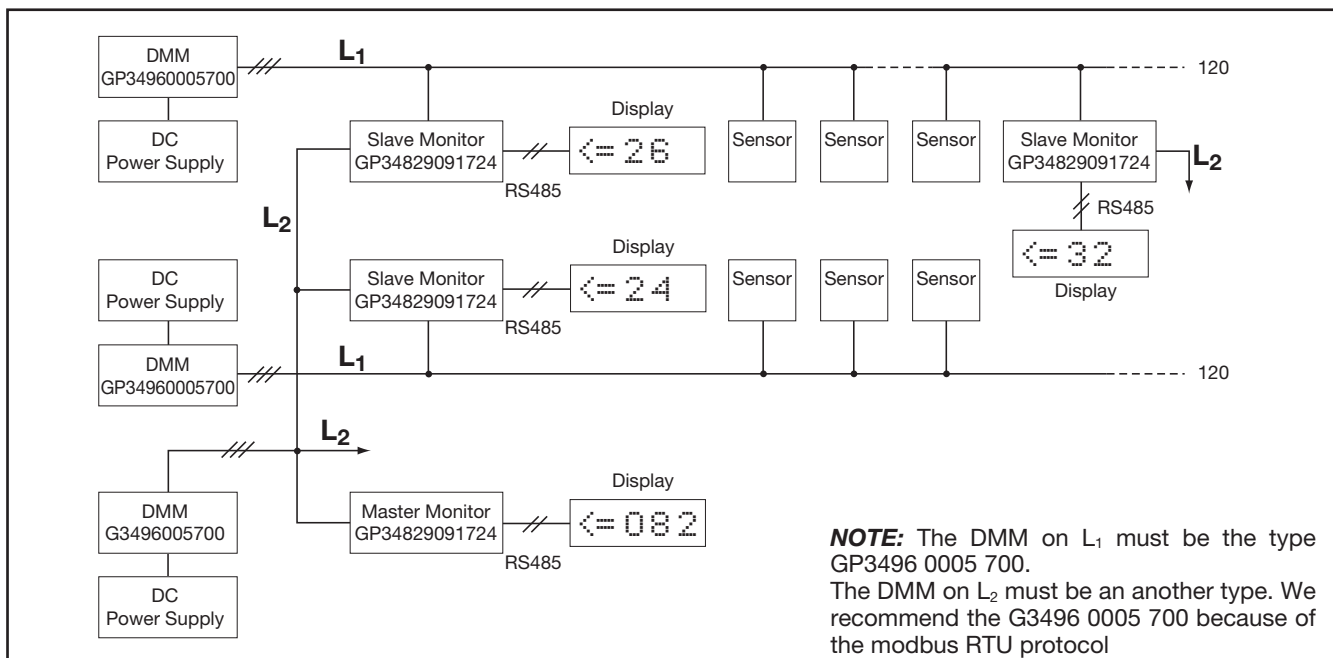 DMM
GP34960005700
L1
120
DC
Power Supply
Slave Monitor
GP34829091724
RS485
Display
<=26
Sensor
Sensor
Sensor
Slave Monitor
GP34829091724
L2
RS485
<=32
Display
L2
DC
Power Supply
DMM
GP34960005700
Slave Monitor
GP34829091724
RS485
Display
<=24
Sensor
Sensor
Sensor
L1
120
L2
DMM
G3496005700
DC
Power Supply
Master Monitor
GP34829091724
RS485
Display
<=082
NOTE: The DMM on L1 must be the type
GP3496 0005 700.
The DMM on L2 must be an another type. We
recommend the G3496 0005 700 because of
the modbus RTU protocol